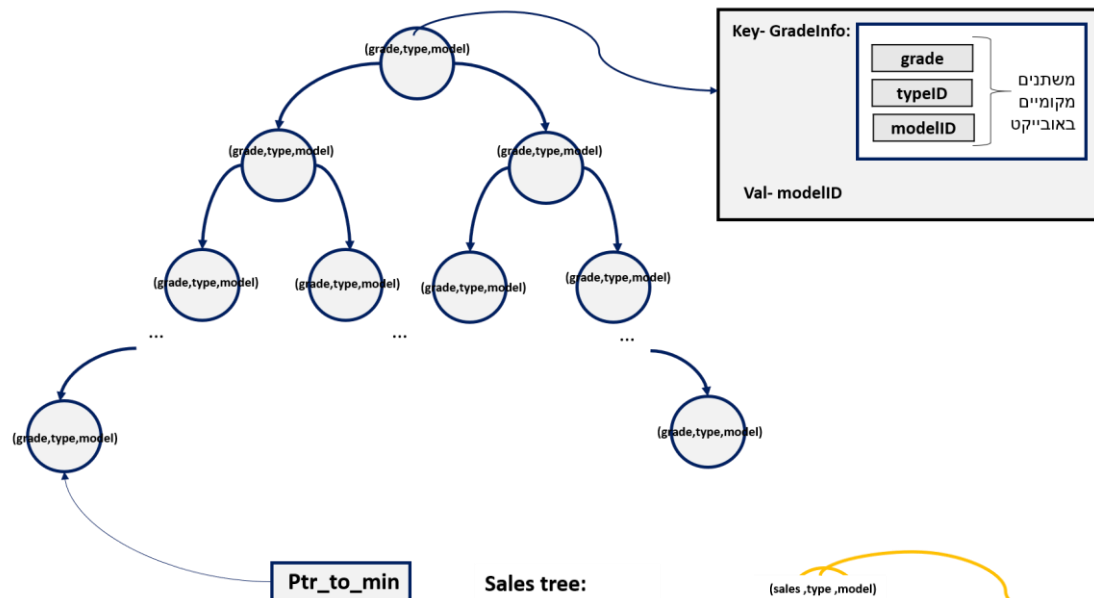 (grade,type,model)
Key- GradeInfo:
grade
typeID
modelID
משתנים
מקומיים
באובייקט
Val- modelID
(grade,type,model)
(grade,type,model)
(grade,type,model)
(grade,type,model)
(grade,type,model)
(grade,type,model)
...
...
...
(grade,type,model)
(grade,type,model)
Ptr_to_min
Sales tree:
(sales ,type ,model)